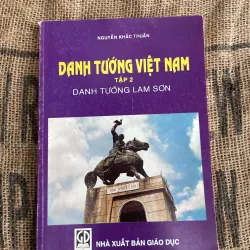 NGUYỄN KHẮC THUẦN
DANH TƯỚNG VIỆT NAM
TẬP 2
DANH TƯỚNG LAM SƠN
NHÀ XUẤT BẢN GIÁO DỤC